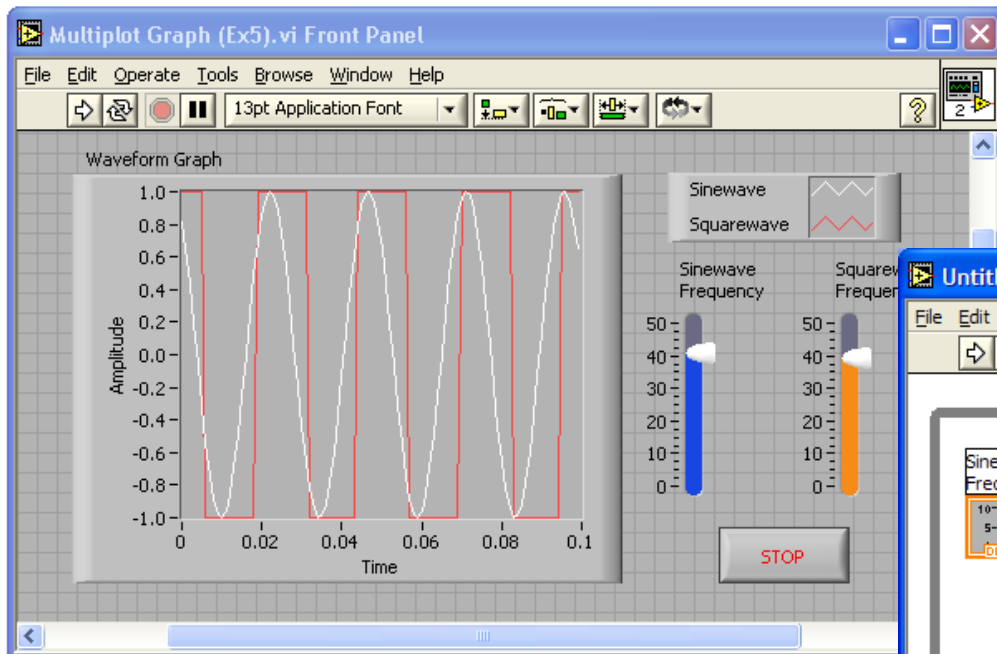 Multiplot Graph (Ex5).vi Front Panel
File Edit Operate Tools Browse Window Help
13pt Application Font
2
Waveform Graph
1.0
0.8
0.6
0.4
0.2
0.0
-0.2
-0.4
-0.6
-0.8
-1.0
Amplitude
0 0.02 0.04 0.06 0.08 0.1
Time
Sinewave
Squarewave
Sinewave
Frequency
50
40
30
20
10
0
50
40
30
20
10
0
STOP
File Edit
10
5